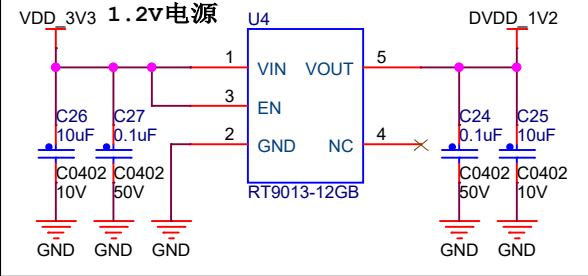 VDD_3V3
1.2V电源
U4
DVDD_1V2
1
VIN
VOUT
5
3
EN
2
GND
NC
4
RT9013-12GB
C26
10uF
C0402
10V
C27
0.1uF
C0402
50V
C24
0.1uF
C0402
50V
C25
10uF
C0402
10V
GND
GND
GND
GND
GND